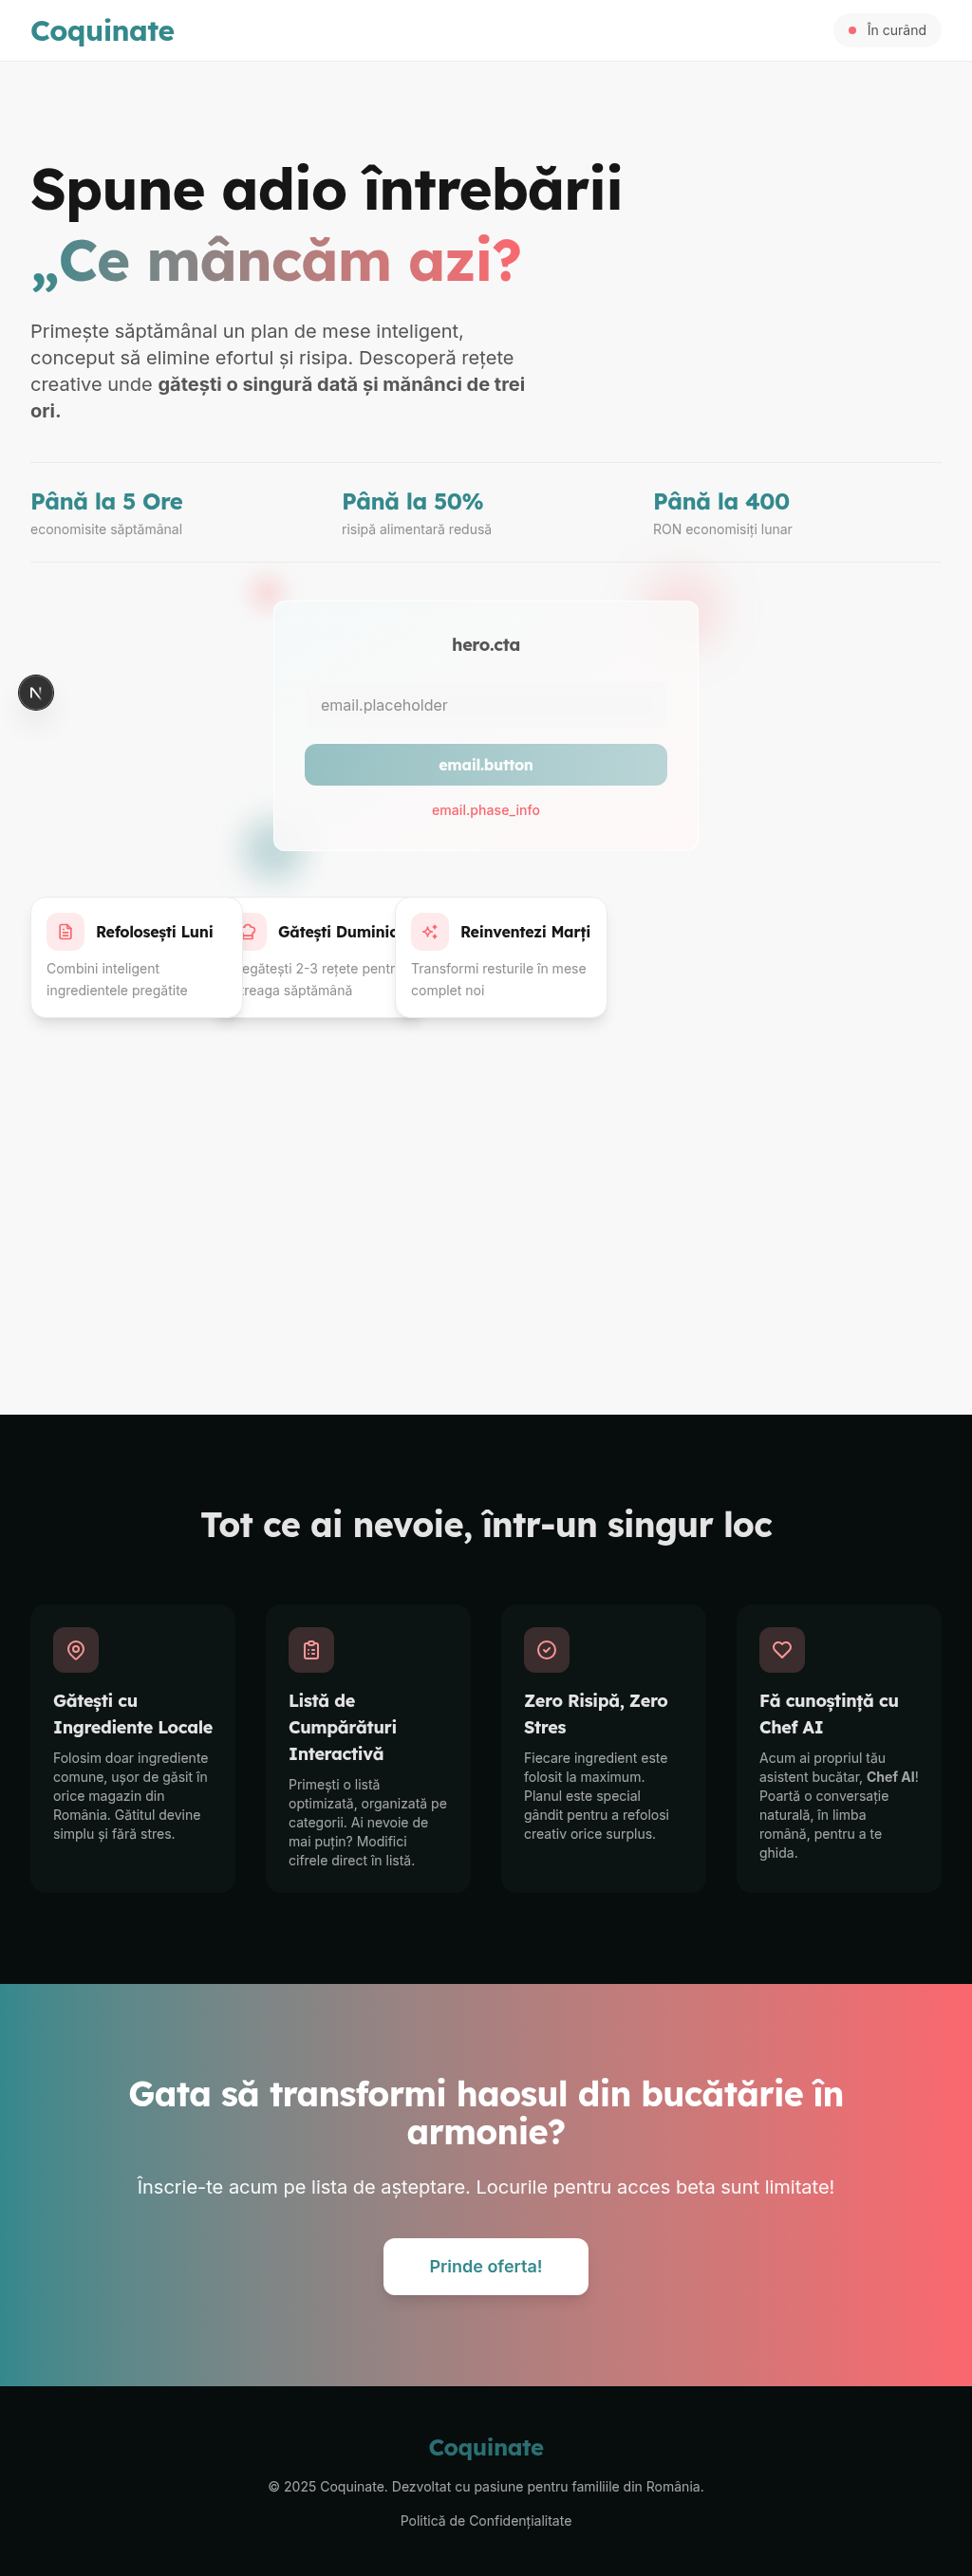 Coquinate
În curând
Spune adio întrebării
„Ce mâncăm azi?
Primește săptămânal un plan de mese inteligent,
conceput să elimine efortul și risipa. Descoperă rețete
creative unde gătești o singură dată și mănânci de trei
ori.
Până la 5 Ore
economisite săptămânal
Până la 50%
risipă alimentară redusă
Până la 400
RON economisiți lunar
hero.cta
email.placeholder
email.button
email.phase_info
N
Refolosești Luni
Combini inteligent
ingredientele pregătite
Gătești Duminic
egătești 2-3 rețete pentr
treaga săptămână
Reinventezi Marți
Transformi resturile în mese
complet noi
Tot ce ai nevoie, într-un singur loc
Gătești cu
Ingrediente Locale
Folosim doar ingrediente
comune, ușor de găsit în
orice magazin din
România. Gătitul devine
simplu și fără stres.
Listă de
Cumpărături
Interactivă
Primești o listă
optimizată, organizată pe
categorii. Ai nevoie de
mai puțin? Modifici
cifrele direct în listă.
Zero Risipă, Zero
Stres
Fiecare ingredient este
folosit la maximum.
Planul este special
gândit pentru a refolosi
creativ orice surplus.
Fă cunoștință cu
Chef AI
Acum ai propriul tău
asistent bucătar, Chef AI!
Poartă o conversație
naturală, în limba
română, pentru a te
ghida.
Gata să transformi haosul din bucătărie în
armonie?
Înscrie-te acum pe lista de așteptare. Locurile pentru acces beta sunt limitate!
Prinde oferta!
Coquinate
© 2025 Coquinate. Dezvoltat cu pasiune pentru familiile din România.
Politică de Confidențialitate